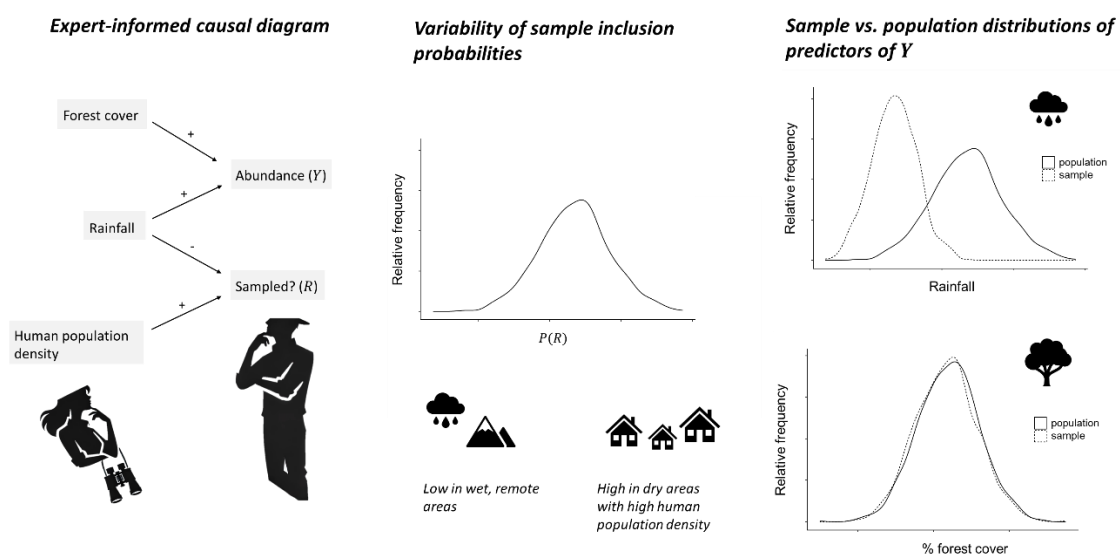 Expert-informed causal diagram
Forest cover
+
Abundance (Y)
+
Rainfall
-
Sampled? (R)
+
Human population
density
Variability of sample inclusion
probabilities
Relative frequency
P(R)
Low in wet, remote
areas
High in dry areas
with high human
population density
Sample vs. population distributions of
predictors of Y
Relative frequency
population
sample
Rainfall
Relative frequency
population
sample
% forest cover